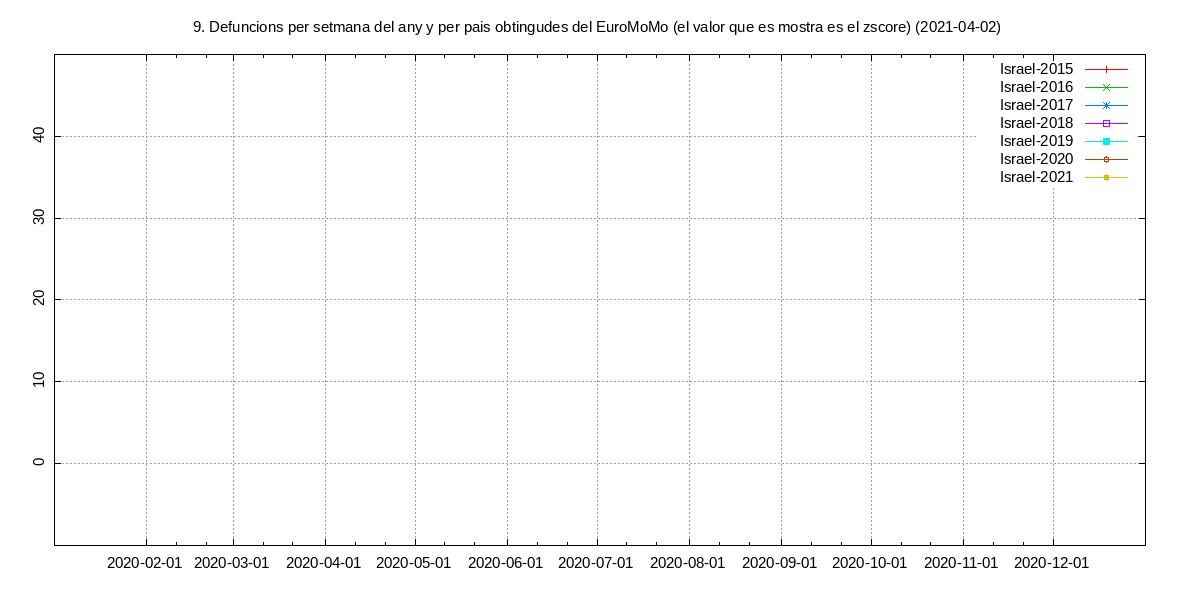 9. Defuncions per setmana del any y per pais obtingudes del EuroMoMo (el valor que es mostra es el zscore) (2021-04-02)
Israel-2015
Israel-2016
Israel-2017
Israel-2018
Israel-2019
Israel-2020
Israel-2021
40
30
20
10
0
2020-02-01 2020-03-01 2020-04-01 2020-05-01 2020-06-01 2020-07-01 2020-08-01 2020-09-01 2020-10-01 2020-11-01 2020-12-01